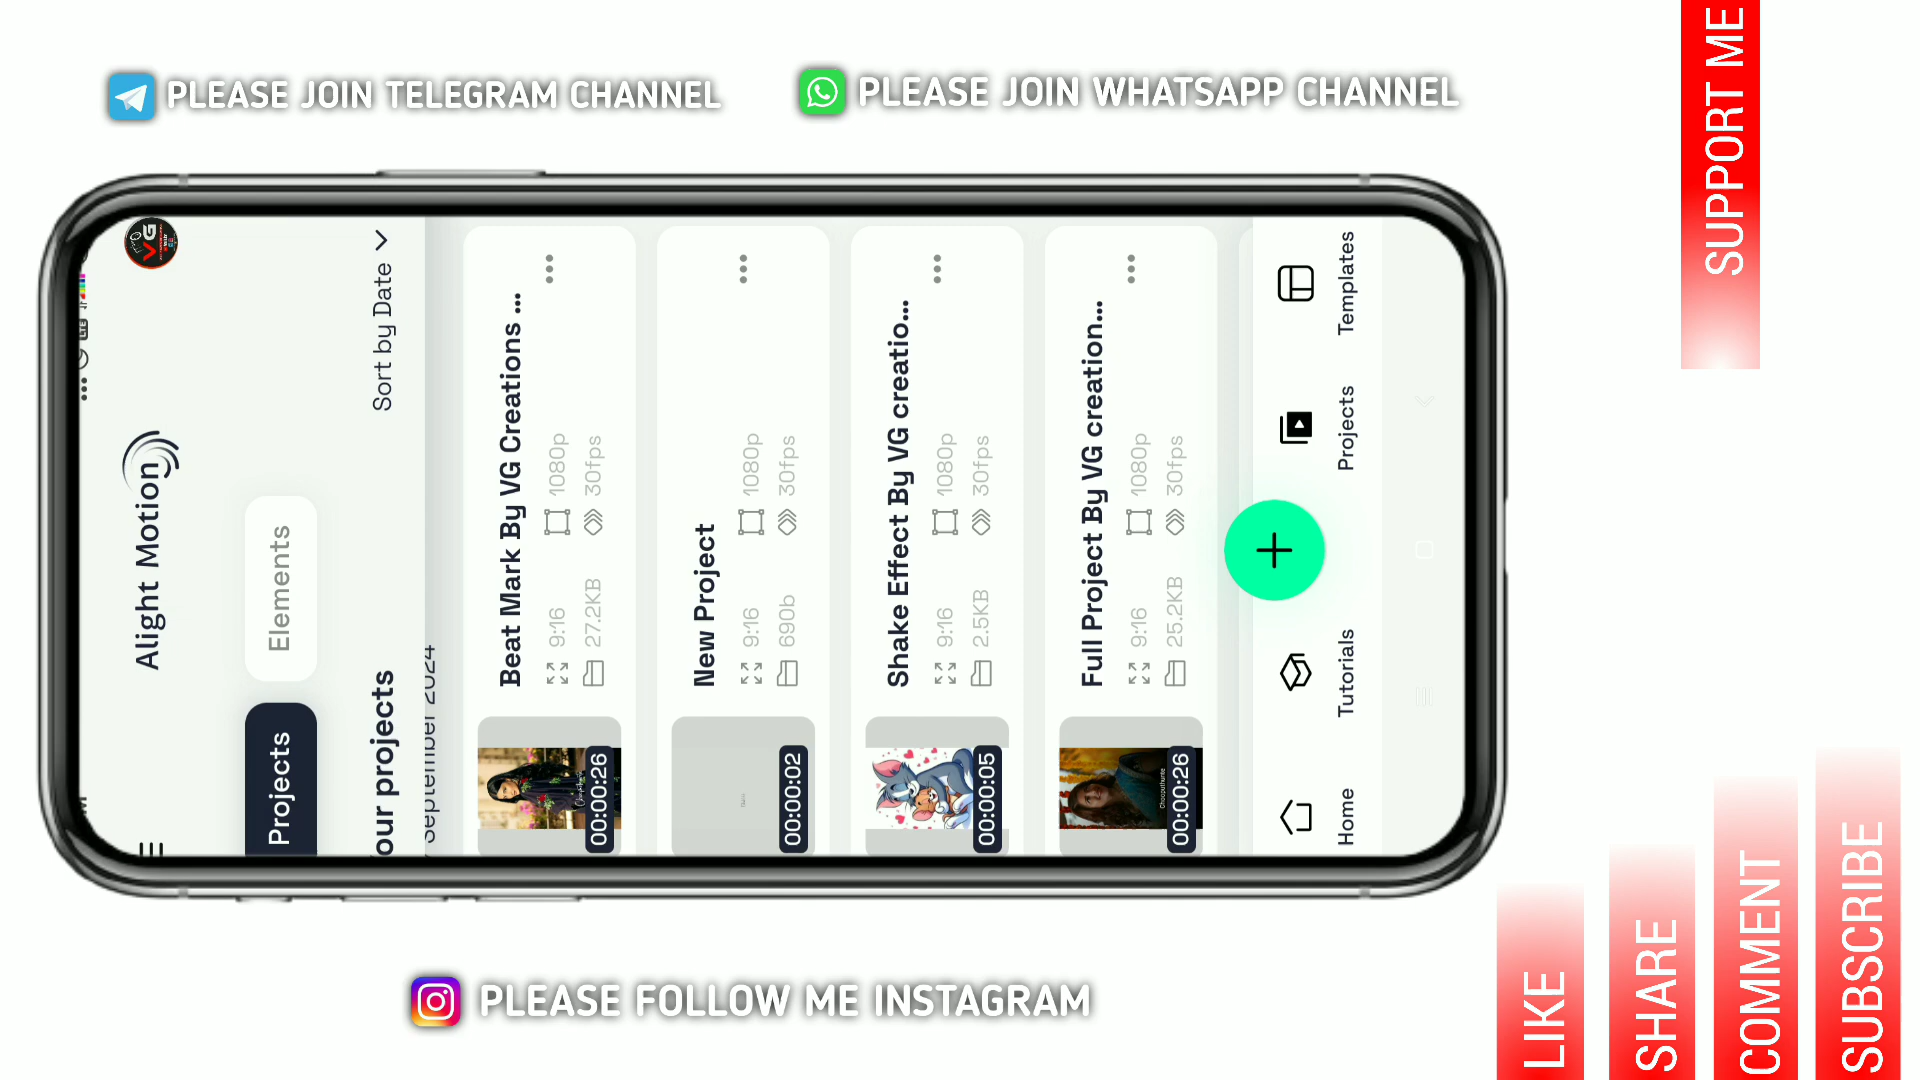 PLEASE JOIN TELEGRAM CHANNEL
PLEASE JOIN WHATSAPP CHANNEL
SUPPORT ME
VG
LTE
Alight Motion
Projects
Elements
our projects
Sort by Date
September 2024
Beat Mark By VG Creations ...
9:16
1080p
27.2KB
30fps
00:00:26
New Project
9:16
1080p
690b
30fps
00:00:02
Shake Effect By VG creatio...
9:16
1080p
2.5KB
30fps
00:00:05
Full Project By VG creation...
9:16
1080p
25.2KB
30fps
00:00:26
Home
Tutorials
Projects
Templates
PLEASE FOLLOW ME INSTAGRAM
LIKE
SHARE
COMMENT
SUBSCRIBE